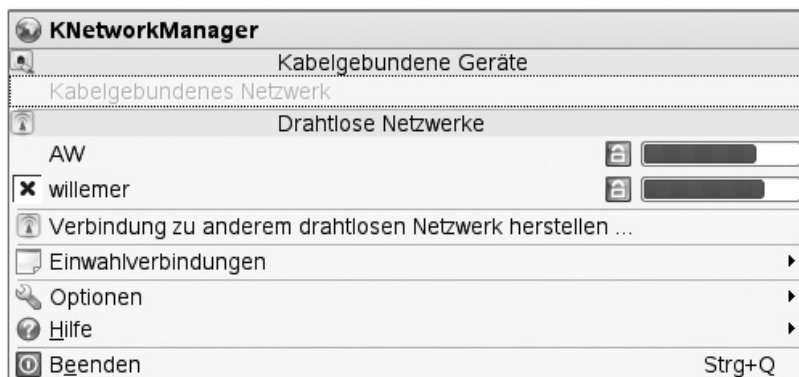 KNetworkManager
Kabelgebundene Geräte
Kabelgebundenes Netzwerk
Drahtlose Netzwerke
AW
willemer
Verbindung zu anderem drahtlosen Netzwerk herstellen ...
Einwahlverbindungen
Optionen
Hilfe
Beenden Strg+Q